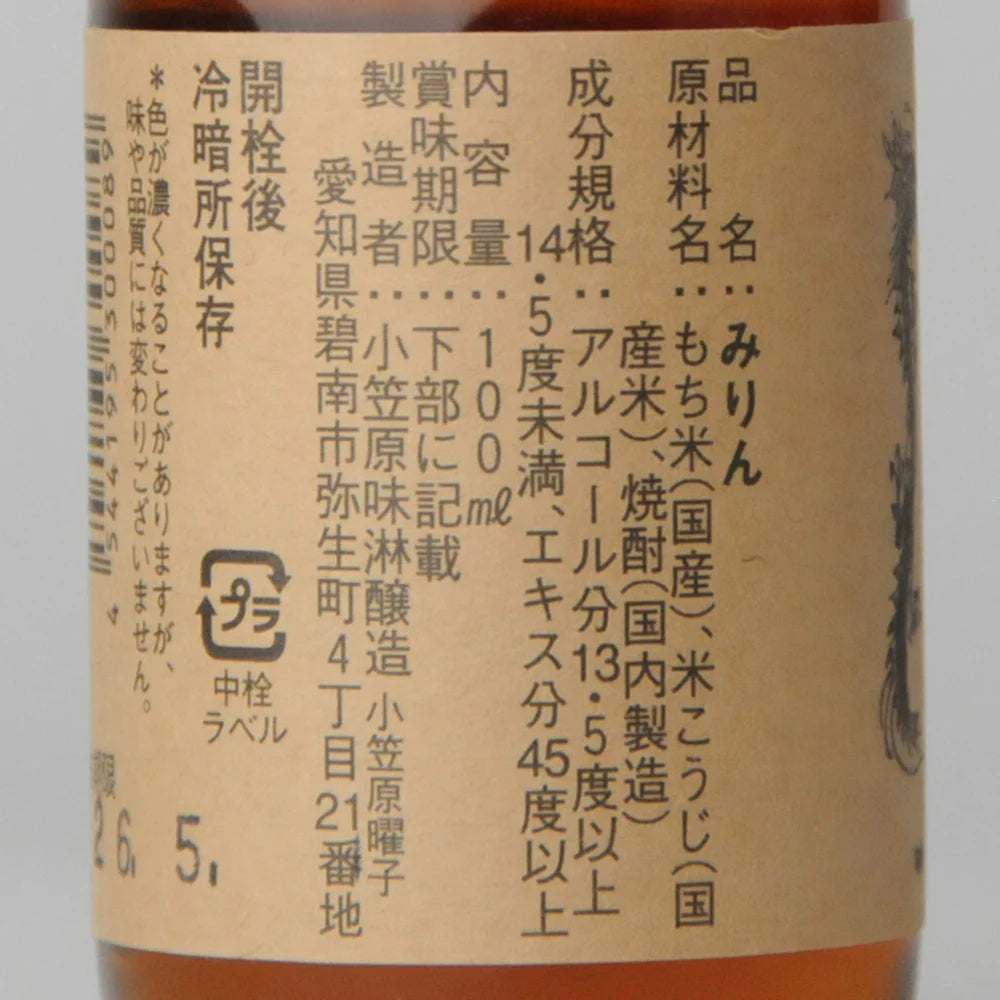 品名：みりん
原材料名：もち米(国産)、米こうじ(国
産米)、焼酎(国内製造)
成分規格：アルコール分13・5度以上
14・5度未満、エキス分45度以上
内容量：100ml
賞味期限：下部に記載
製造者：小笠原味淋醸造 小笠原曜子
愛知県碧南市弥生町4丁目21番地
開栓後
冷暗所保存
プラ
中栓
ラベル
＊色が濃くなることがありますが、
味や品質には変わりございません。
限
26. 5.